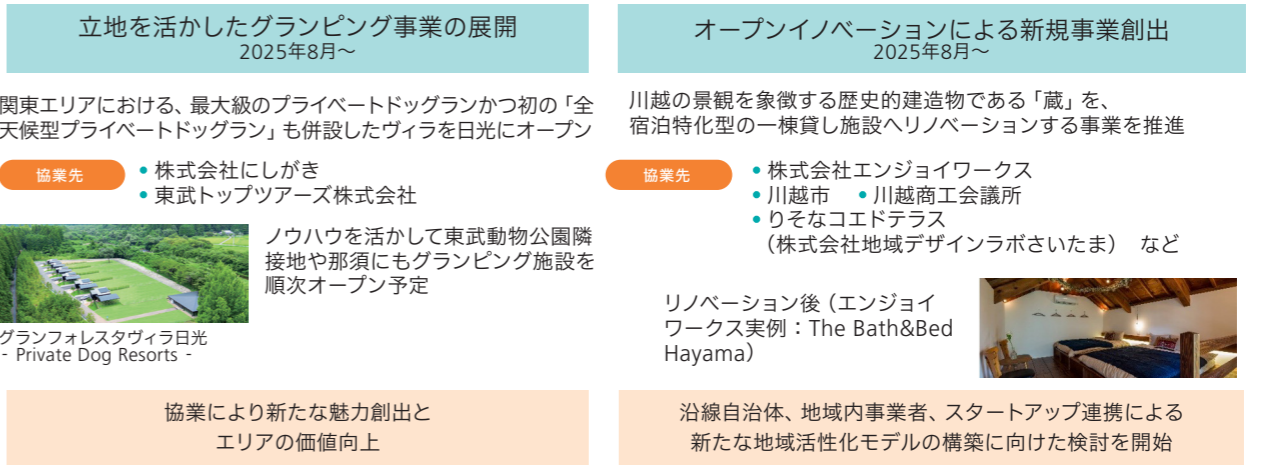 立地を活かしたグランピング事業の展開
2025年8月～
関東エリアにおける、最大級のプライベートドッグランかつ初の「全
天候型プライベートドッグラン」も併設したヴィラを日光にオープン
協業先
• 株式会社にしがき
• 東武トップツアーズ株式会社
ノウハウを活かして東武動物公園隣
接地や那須にもグランピング施設を
順次オープン予定
グランフォレスタヴィラ日光
- Private Dog Resorts -
協業により新たな魅力創出と
エリアの価値向上
オープンイノベーションによる新規事業創出
2025年8月～
川越の景観を象徴する歴史的建造物である「蔵」を、
宿泊特化型の一棟貸し施設へリノベーションする事業を推進
協業先
• 株式会社エンジョイワークス
• 川越市 • 川越商工会議所
• りそなコエドテラス
（株式会社地域デザインラボさいたま） など
リノベーション後（エンジョイ
ワークス実例：The Bath&Bed
Hayama）
沿線自治体、地域内事業者、スタートアップ連携による
新たな地域活性化モデルの構築に向けた検討を開始